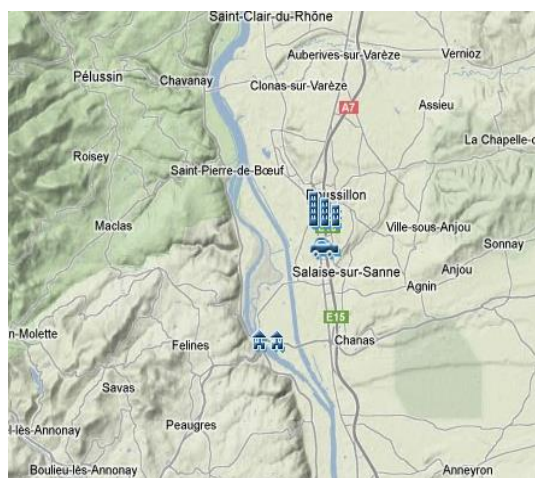 Saint-Clair-du-Rhône
Auberives-sur-Varèze
Vernioz
Pélussin
Chavanay
Clonas-sur-Varèze
A7
Assieu
La Chapelle-d
Roisey
Saint-Pierre-de-Bœuf
Maclas
Ville-sous-Anjou
Sonnay
Salaise-sur-Sanne
Anjou
Agnin
E15
n-Molette
Felines
Chanas
Savas
Peaugres
l-lès-Annonay
Boulieu-lès-Annonay
Anneyron